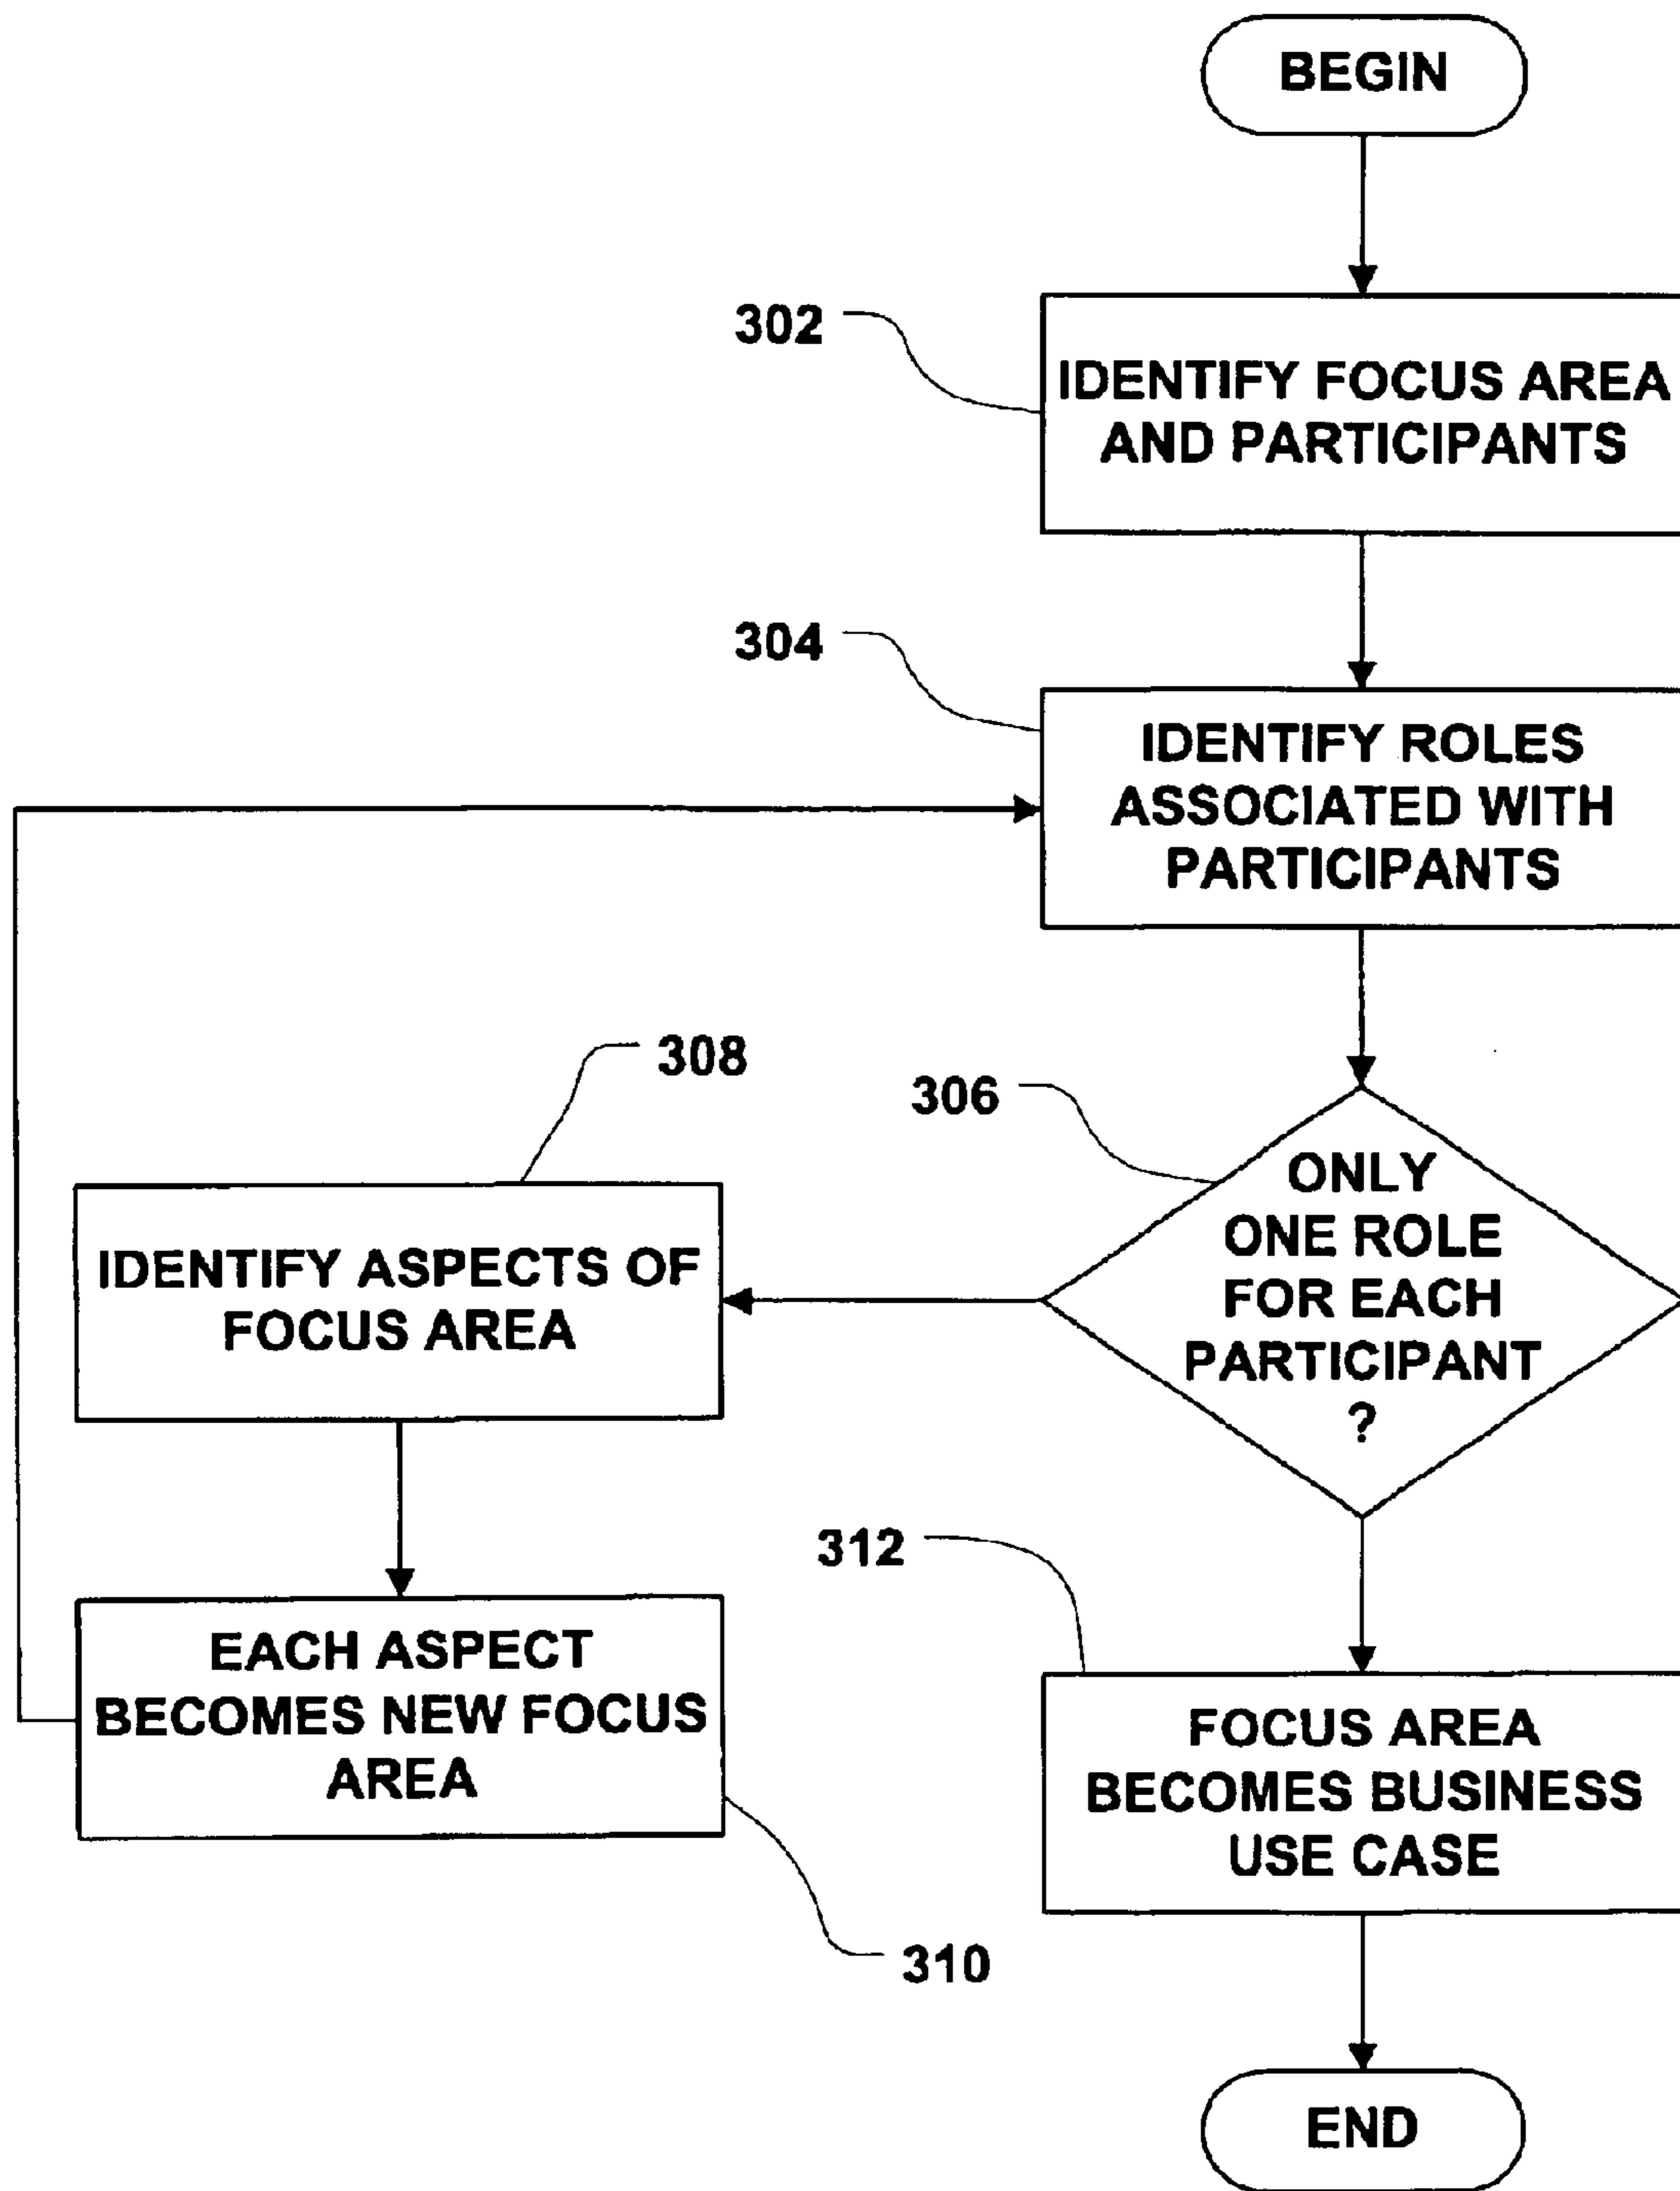 BEGIN
302
IDENTIFY FOCUS AREA
AND PARTICIPANTS
304
IDENTIFY ROLES
ASSOCIATED WITH
PARTICIPANTS
308
306
ONLY
ONE ROLE
FOR EACH
PARTICIPANT
?
IDENTIFY ASPECTS OF
FOCUS AREA
312
EACH ASPECT
BECOMES NEW FOCUS
AREA
FOCUS AREA
BECOMES BUSINESS
USE CASE
310
END